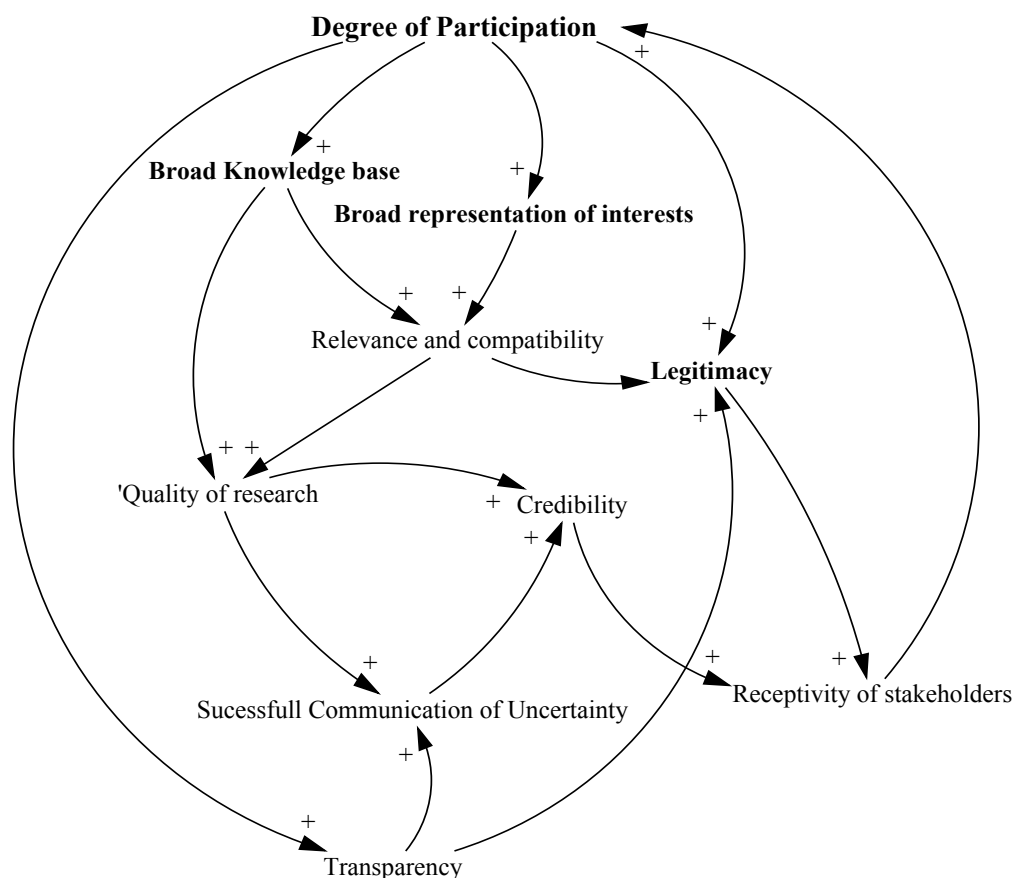 Degree of Participation
+
+
Broad Knowledge base
+
Broad representation of interests
+
+
+
Relevance and compatibility
Legitimacy
+
+ +
'Quality of research
+
Credibility
+
+
+
+
Receptivity of stakeholders
Sucessfull Communication of Uncertainty
+
+
Transparency